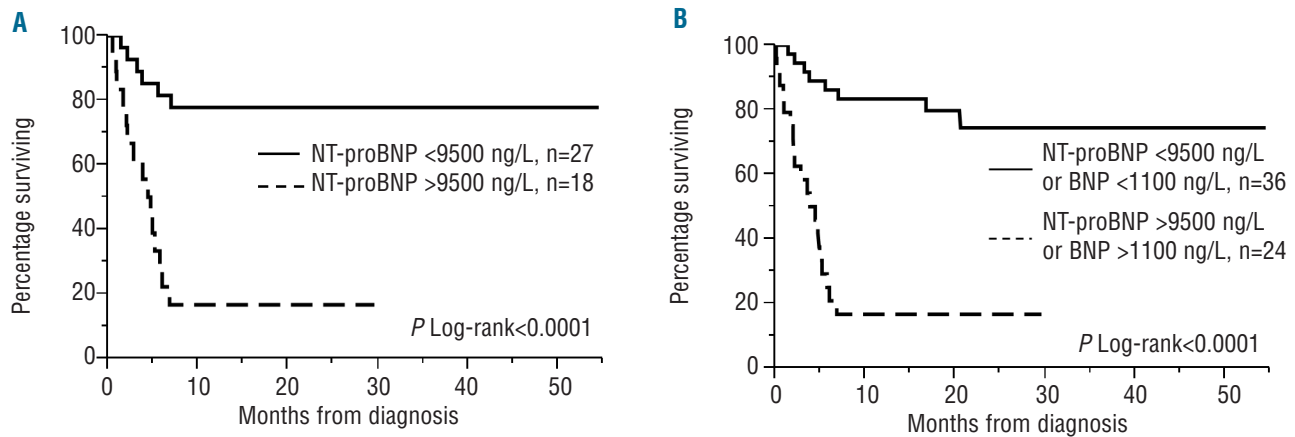 A
100
80
60
40
20
0
Percentage surviving
NT-proBNP <9500 ng/L, n=27
NT-proBNP >9500 ng/L, n=18
P Log-rank<0.0001
0 10 20 30 40 50
Months from diagnosis
B
100
80
60
40
20
0
Percentage surviving
NT-proBNP <9500 ng/L
or BNP <1100 ng/L, n=36
NT-proBNP >9500 ng/L
or BNP >1100 ng/L, n=24
P Log-rank<0.0001
0 10 20 30 40 50
Months from diagnosis